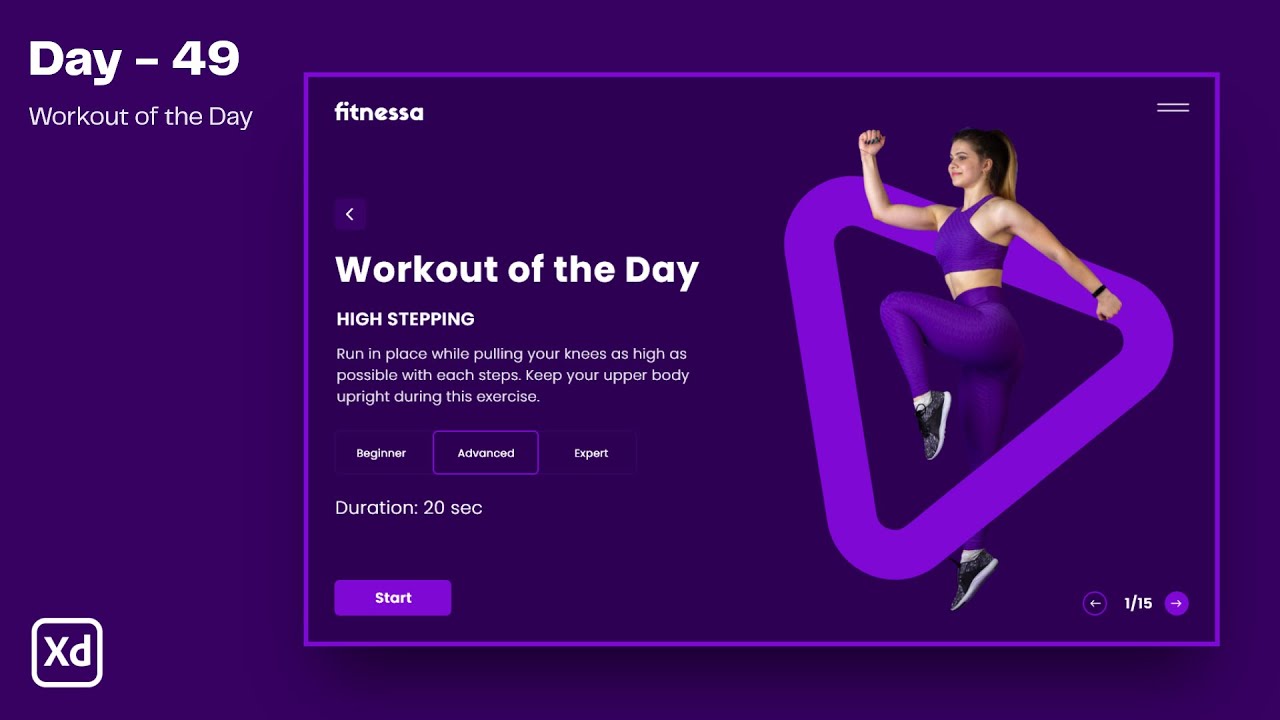 Day - 49
Workout of the Day
fitnessa
Workout of the Day
HIGH STEPPING
Run in place while pulling your knees as high as
possible with each steps. Keep your upper body
upright during this exercise.
Beginner Advanced Expert
Duration: 20 sec
Start
1/15
Xd